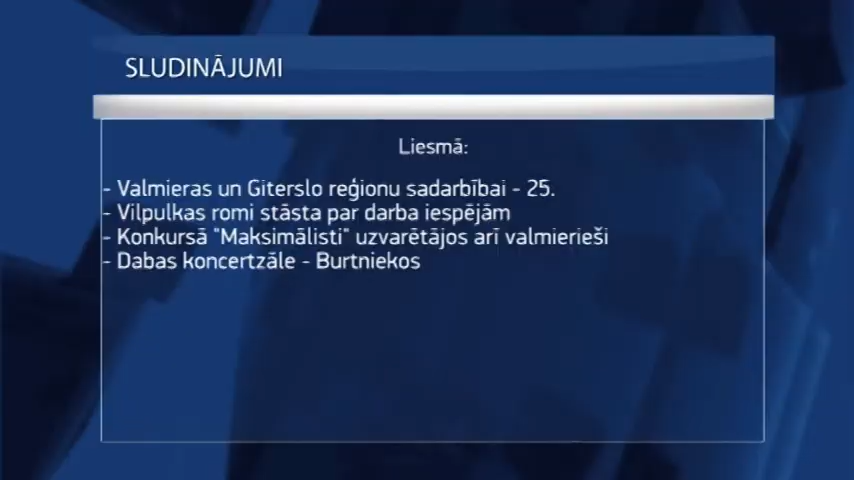 SLUDINĀJUMI
Liesmā:
- Valmieras un Giterslo reģionu sadarbībai - 25.
- Vilpulkas romi stāsta par darba iespējām
- Konkursā "Maksimālisti" uzvarētājos arī valmierieši
- Dabas koncertzāle - Burtniekos